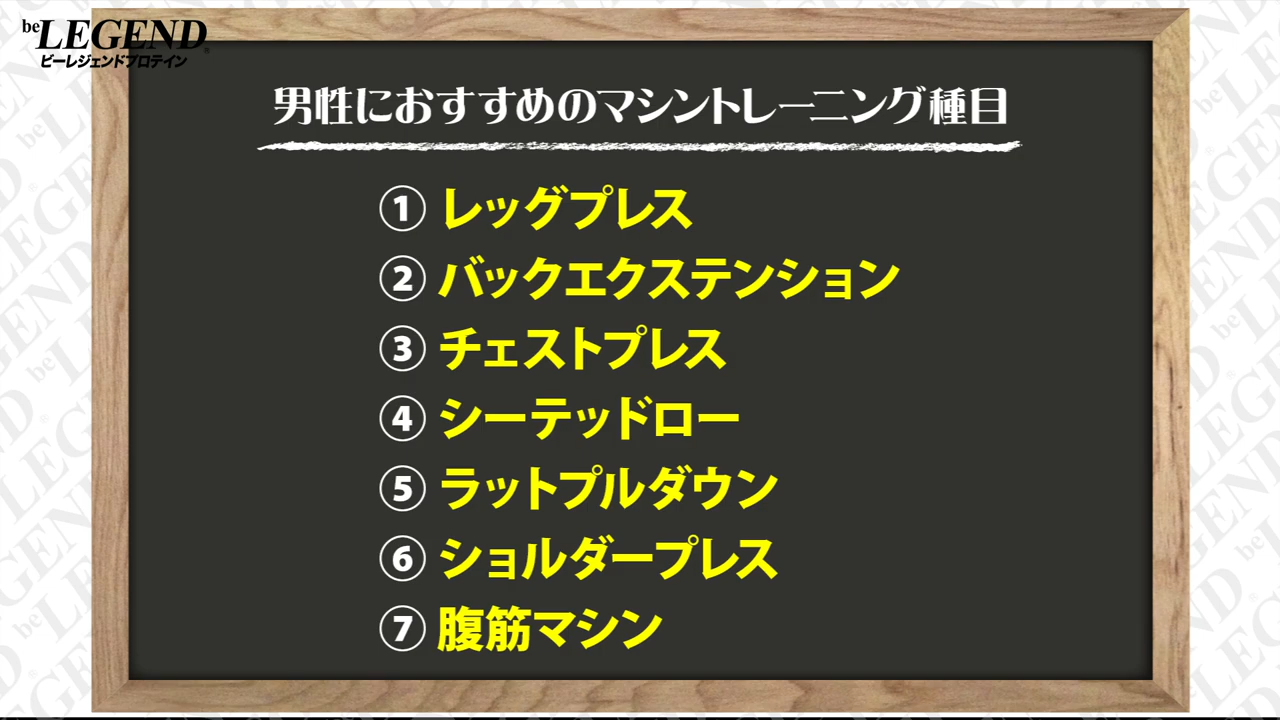 be LEGEND
ビーレジェンドプロテイン
男性におすすめのマシントレーニング種目
① レッグプレス
② バックエクステンション
③ チェストプレス
④ シーテッドロー
⑤ ラットプルダウン
⑥ ショルダープレス
⑦ 腹筋マシン